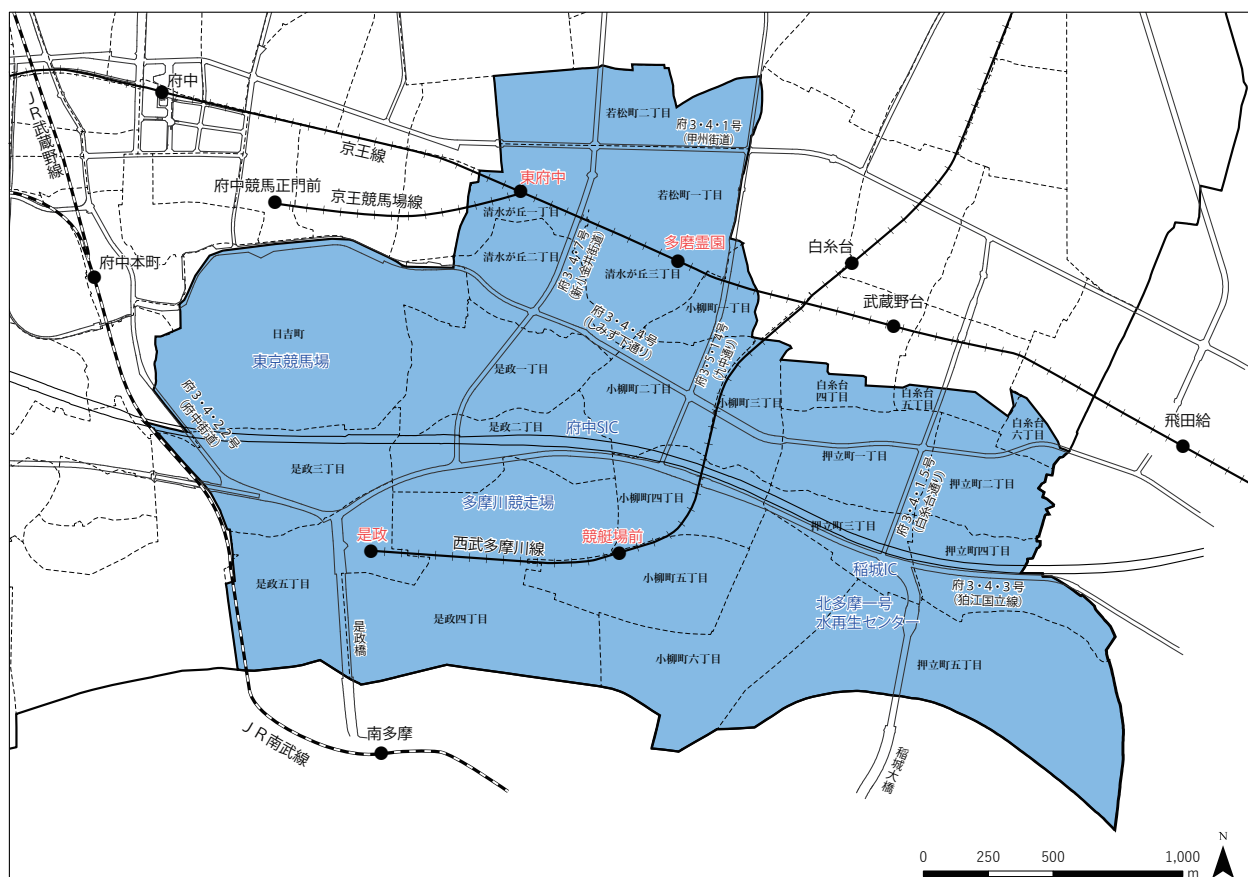 府中
JR武蔵野線
若松町二丁目
府3・4・1号
(甲州街道)
京王線
東府中
府中競馬正門前
京王競馬場線
若松町一丁目
清水が丘一丁目
府3・4・7号
(新小金井街道)
多磨霊園
白糸台
府中本町
清水が丘二丁目
清水が丘三丁目
武蔵野台
小柳町一丁目
日吉町
府3・4・4号
(しみず下通り)
府3・5・14号
(九中通り)
東京競馬場
是政一丁目
小柳町二丁目
小柳町三丁目
白糸台
四丁目
白糸台
五丁目
白糸台
六丁目
飛田給
府3・4・22号
(府中街道)
是政二丁目
府中SIC
押立町一丁目
是政三丁目
府3・4・15号
(白糸台通り)
押立町二丁目
多摩川競走場
小柳町四丁目
押立町三丁目
是政
西武多摩川線
競艇場前
押立町四丁目
稲城IC
是政五丁目
小柳町五丁目
府3・4・3号
(狛江国立線)
北多摩一号
水再生センター
是政四丁目
是政橋
小柳町六丁目
押立町五丁目
JR南武線
南多摩
稲城大橋
N
0 250 500 1,000
m